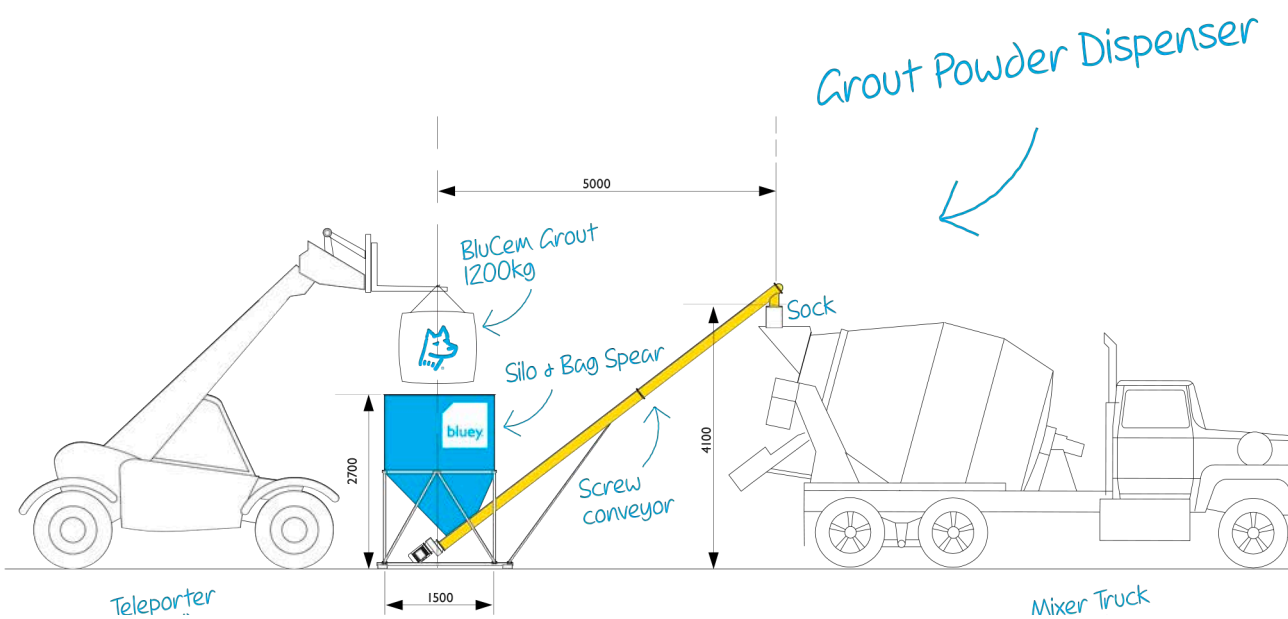 Grout Powder Dispenser
5000
BluCem Grout
1200kg
Sock
Silo & Bag Spear
bluey.
2700
4100
Screw
conveyor
1500
Teleporter
Mixer Truck